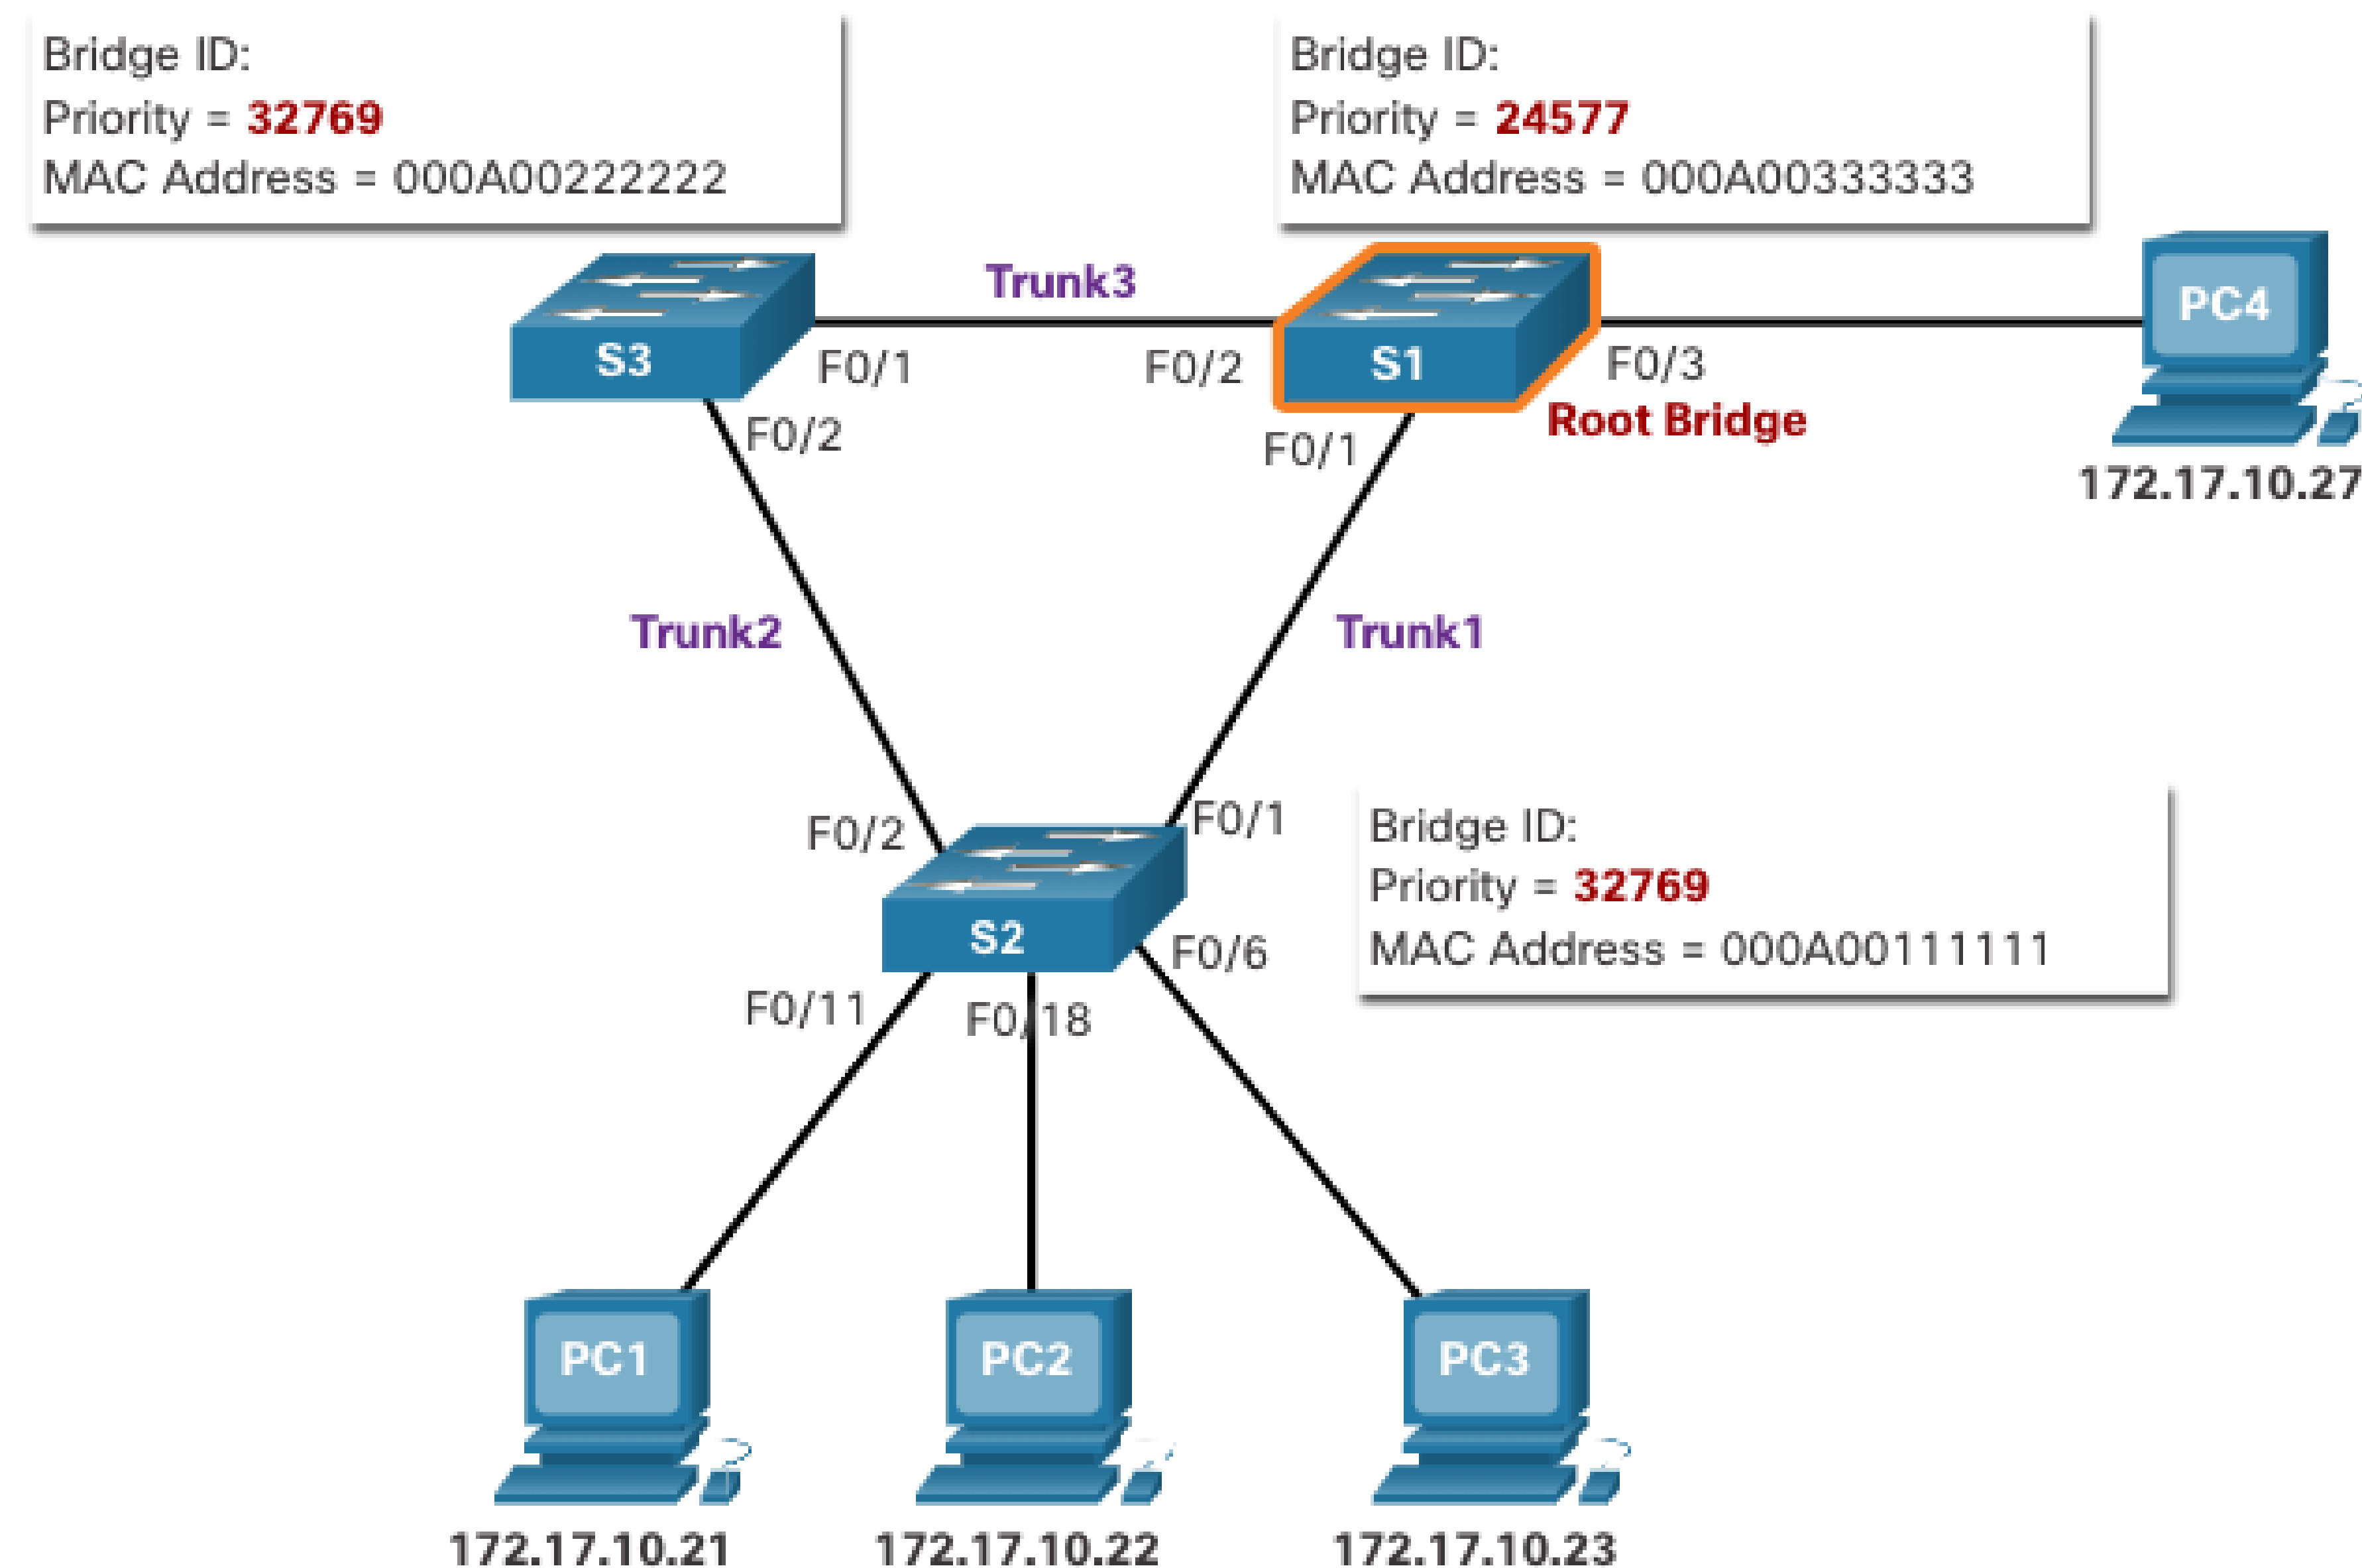 Bridge ID:
Priority = 32769
MAC Address = 000A00222222
Bridge ID:
Priority = 24577
MAC Address = 000A00333333
Trunk3
S3
F0/1
F0/2
S1
F0/3
PC4
F0/2
F0/1
Root Bridge
172.17.10.27
Trunk2
Trunk1
F0/2
F0/1
S2
F0/6
Bridge ID:
Priority = 32769
MAC Address = 000A00111111
F0/11
F0/18
PC1
PC2
PC3
172.17.10.21
172.17.10.22
172.17.10.23